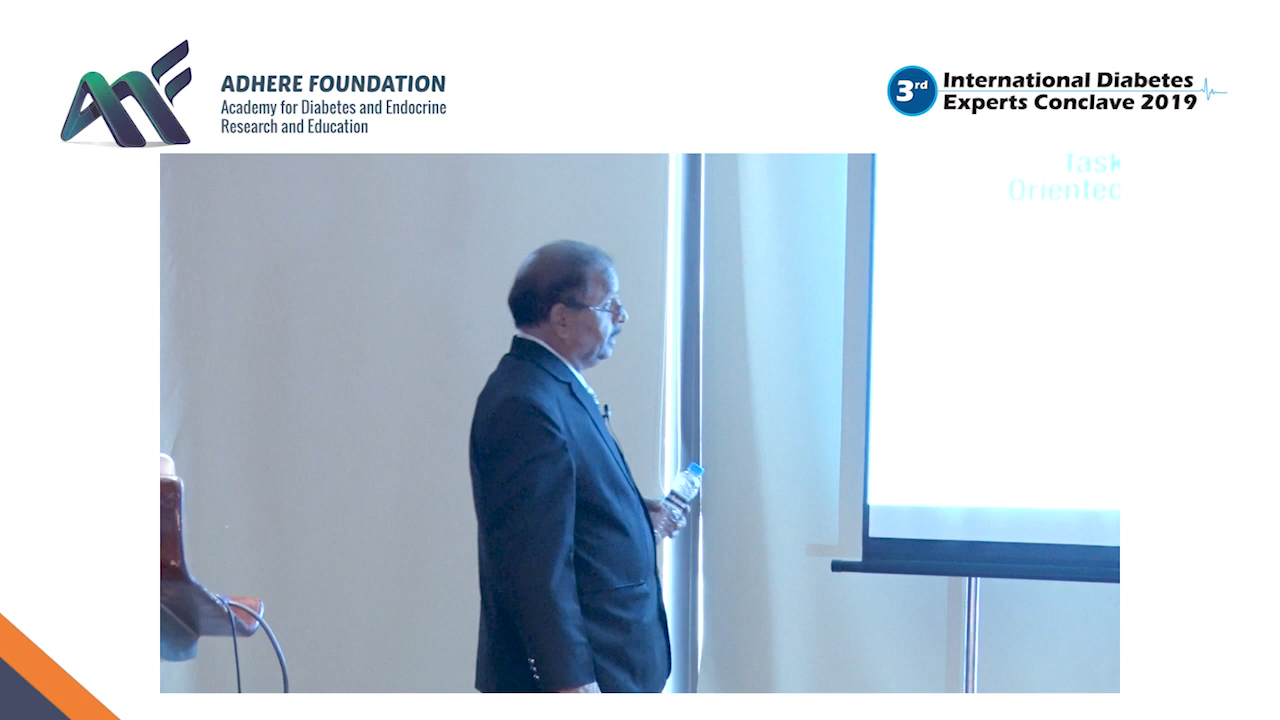 ADHERE FOUNDATION
Academy for Diabetes and Endocrine
Research and Education
3rd
International Diabetes
Experts Conclave 2019
Task
Oriented